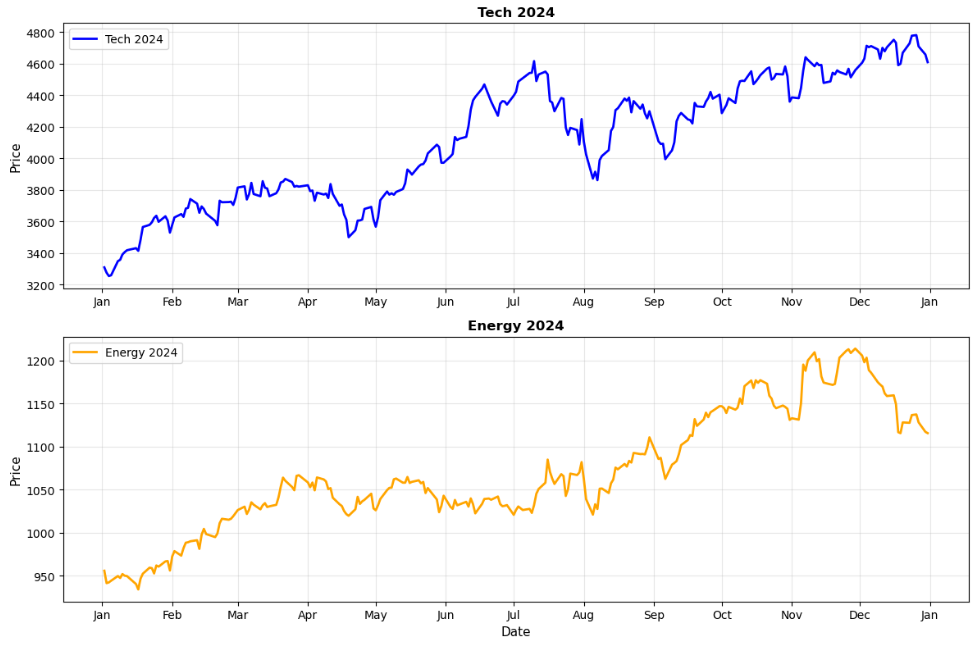 Tech 2024
Tech 2024
4800
4600
4400
4200
4000
3800
3600
3400
3200
Price
Jan Feb Mar Apr May Jun Jul Aug Sep Oct Nov Dec Jan
Energy 2024
Energy 2024
1200
1150
1100
1050
1000
950
Price
Jan Feb Mar Apr May Jun Jul Aug Sep Oct Nov Dec Jan
Date